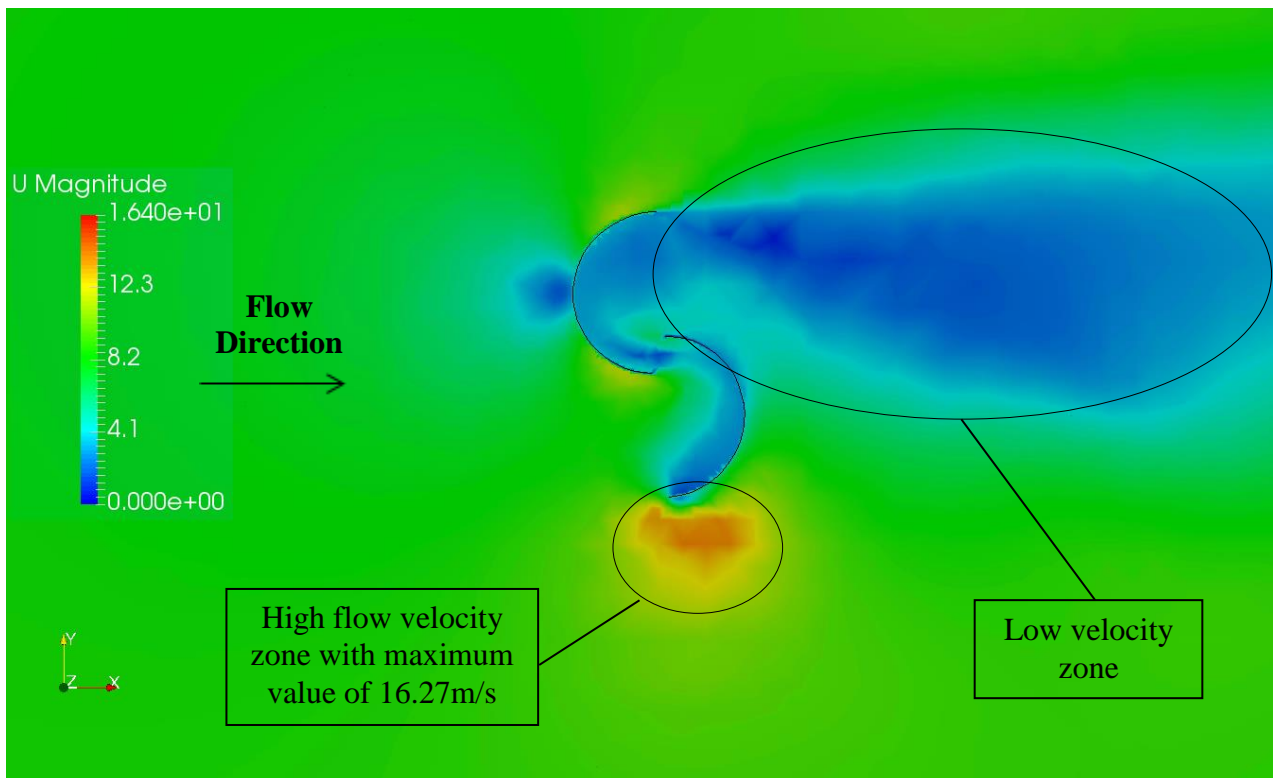 U Magnitude
1.640e+01
12.3
8.2
4.1
0.000e+00
Flow
Direction
High flow velocity
zone with maximum
value of 16.27m/s
Low velocity
zone
Y
Z
X